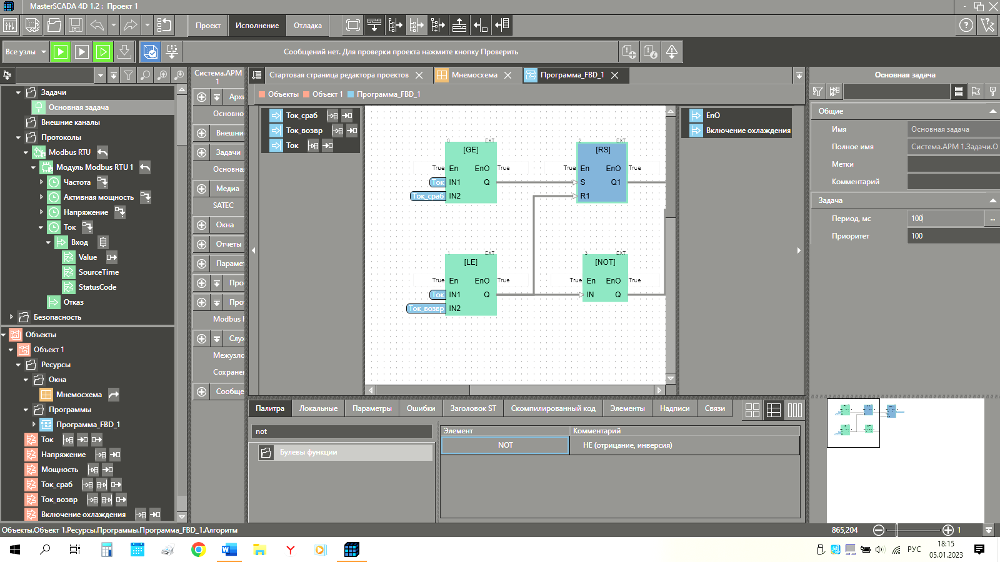 MasterSCADA 4D 1.2 : Проект 1
Проект
Исполнение
Отладка
Все узлы
Сообщений нет. Для проверки проекта нажмите кнопку Проверить
Задачи
Основная задача
Внешние каналы
Протоколы
Modbus RTU
Модуль Modbus RTU 1
Частота
Активная мощность
Напряжение
Ток
Вход
Value
SourceTime
StatusCode
Отказ
Безопасность
Объекты
Объект 1
Ресурсы
Окна
Мнемосхема
Программы
Программа_FBD_1
Ток
Напряжение
Мощность
Ток_сраб
Ток_возвр
Включение охлаждения
Система.АРМ
1
Архи
Основно
Внешние
Задачи
Основна
Медиа
SATEC
Окна
Отчеты
Парамет
Про
Прот
Modbus R
Служ
Межузло
Сохране
Сообще
Стартовая страница редактора проектов
Мнемосхема
Программа_FBD_1
Объекты Объект 1 Программа_FBD_1
Ток_сраб
Ток_возвр
Ток
0 EXT
[GE]
True En EnO True
Ток IN1 Q
Ток_сраб IN2
2 EXT
[RS]
True En EnO True
S Q1
R1
1 EXT
[LE]
True En EnO True
Ток IN1 Q
Ток_возвр IN2
3 EXT
[NOT]
True En EnO True
IN Q
EnO
Включение охлаждения
Палитра
Локальные
Параметры
Ошибки
Заголовок ST
Скомпилированный код
Элементы
Надписи
Связи
not
Булевы функции
Элемент Комментарий
NOT НЕ (отрицание, инверсия)
Основная задача
Общие
Имя Основная задача
Полное имя Система.АРМ 1.Задачи.О
Метки
Комментарий
Задача
Период, мс 100 ...
Приоритет 100
865,204
1
Объекты.Объект 1.Ресурсы.Программы.Программа_FBD_1.Алгоритм
РУС
18:15
05.01.2023